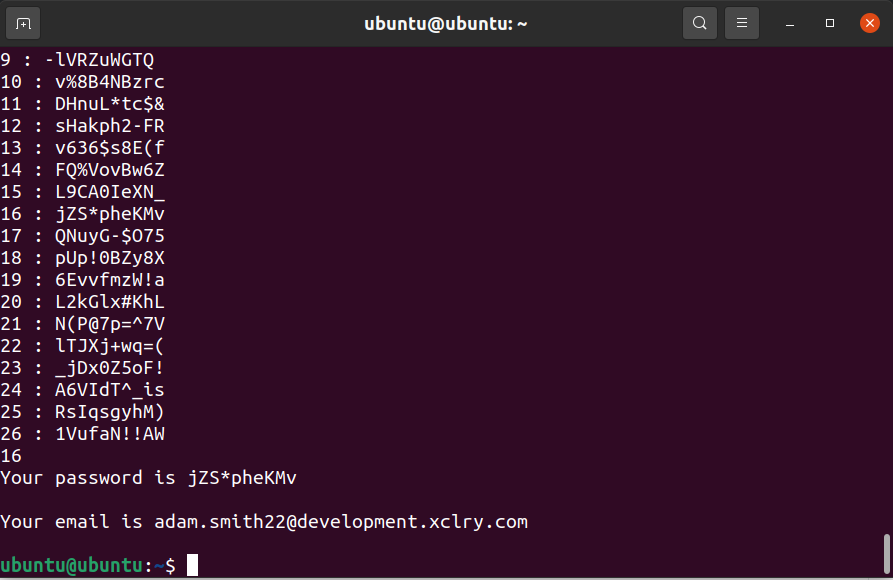 ubuntu@ubuntu: ~
9 : -lVRZuWGTQ
10 : v%8B4NBzrc
11 : DHnuL*tc$&
12 : sHakph2-FR
13 : v636$s8E(f
14 : FQ%VovBw6Z
15 : L9CA0IeXN_
16 : jZS*pheKMv
17 : QNuyG-$O75
18 : pUp!0BZy8X
19 : 6EvvfmzW!a
20 : L2kGlx#KhL
21 : N(P@7p=^7V
22 : lTJXj+wq=(
23 : _jDx0Z5oF!
24 : A6VIdT^_is
25 : RsIqsgyhM)
26 : 1VufaN!!AW
16
Your password is jZS*pheKMv
Your email is adam.smith22@development.xclry.com
ubuntu@ubuntu:~$